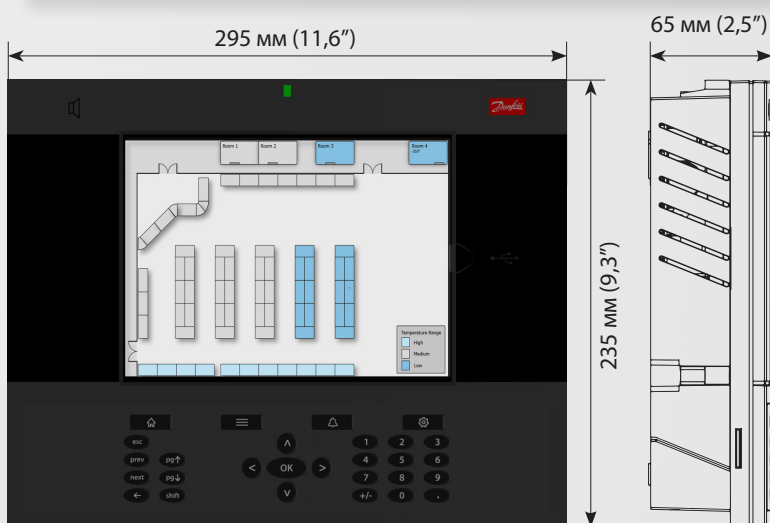 295 мм (11,6″)
65 мм (2,5″)
Danfoss
Room 1
Room 2
Room 3
Room 4
235 мм (9,3″)
Temperature Range
High
Medium
Low
esc
1 2 3
prev pg↑
4 5 6
< OK >
next pg↓
7 8 9
← shift
+/- 0 .